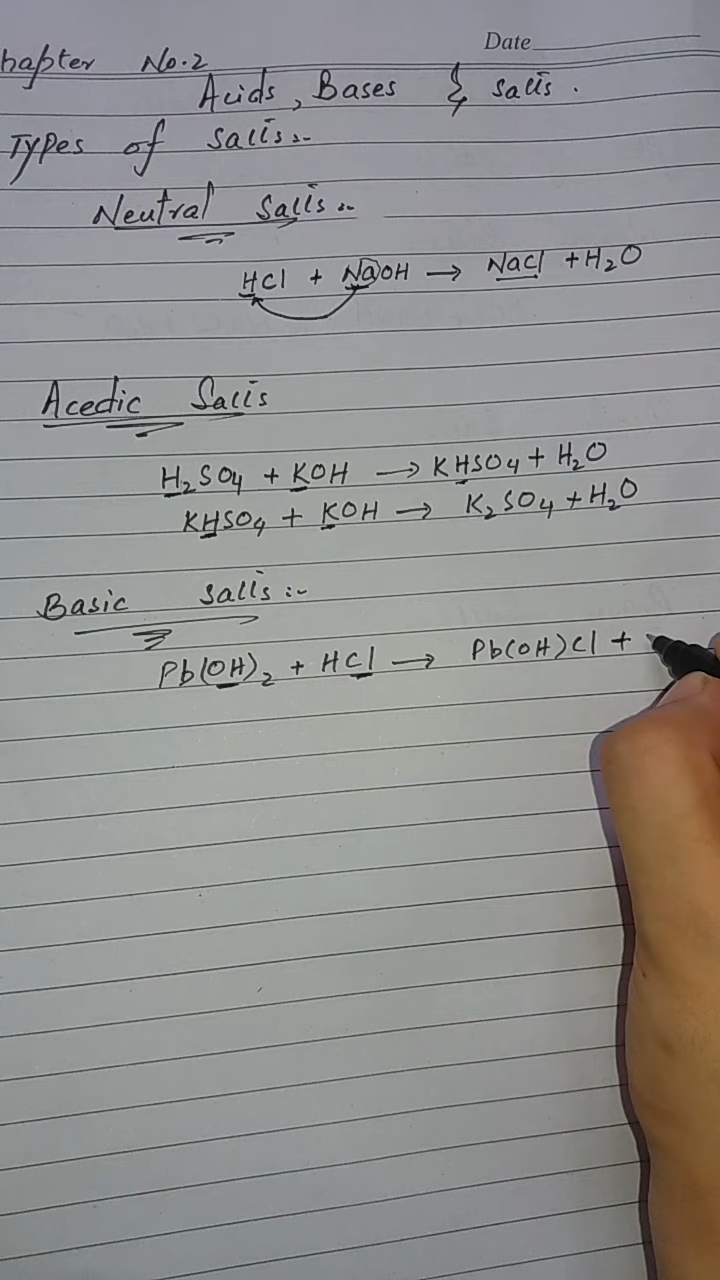 Date
hapter No.2
Acids, Bases & salts.
Types of salts:-
Neutral Salts:-
HCl + NaOH → NaCl + H₂O
Acedic Salts
H₂SO₄ + KOH → KHSO₄ + H₂O
KHSO₄ + KOH → K₂SO₄ + H₂O
Basic salts:-
Pb(OH)₂ + HCl → Pb(OH)Cl +